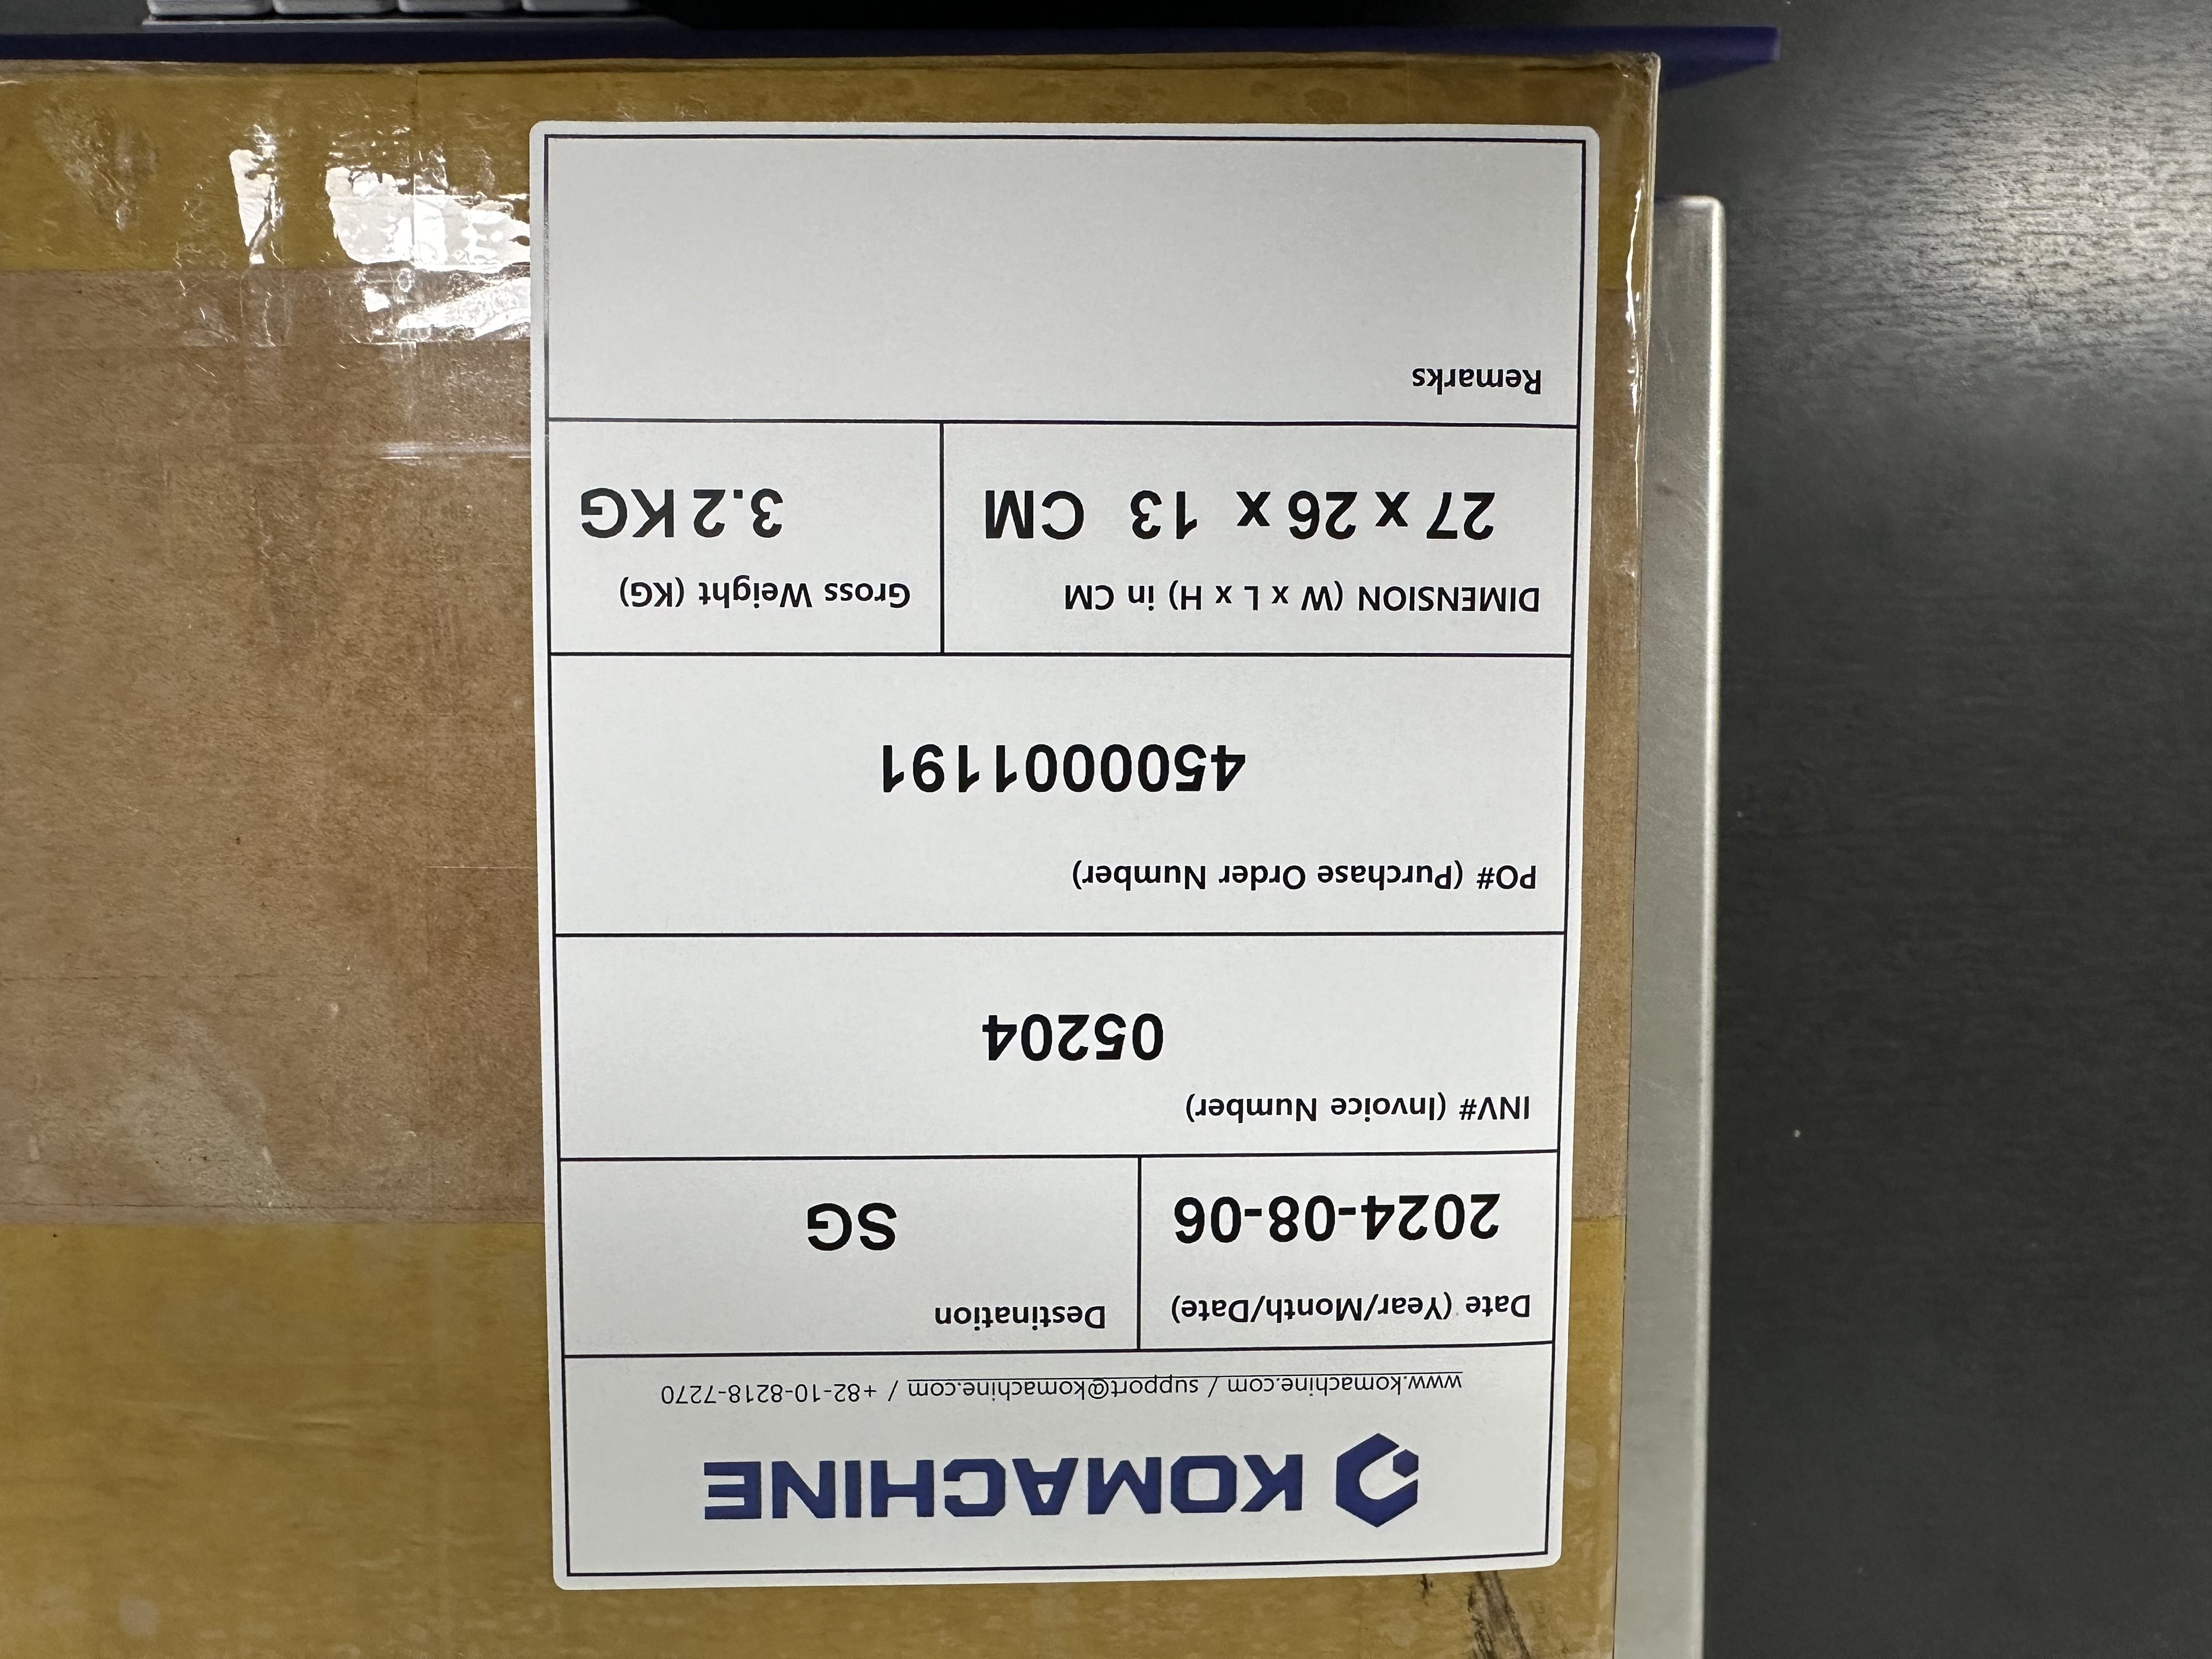 KOMACHINE
www.komachine.com / support@komachine.com / +82-10-8218-7270
Date (Year/Month/Date)
2024-08-06
Destination
SG
INV# (Invoice Number)
05204
PO# (Purchase Order Number)
4500001191
DIMENSION (W x L x H) in CM
27 x 26 x 13 CM
Gross Weight (KG)
3.2 KG
Remarks